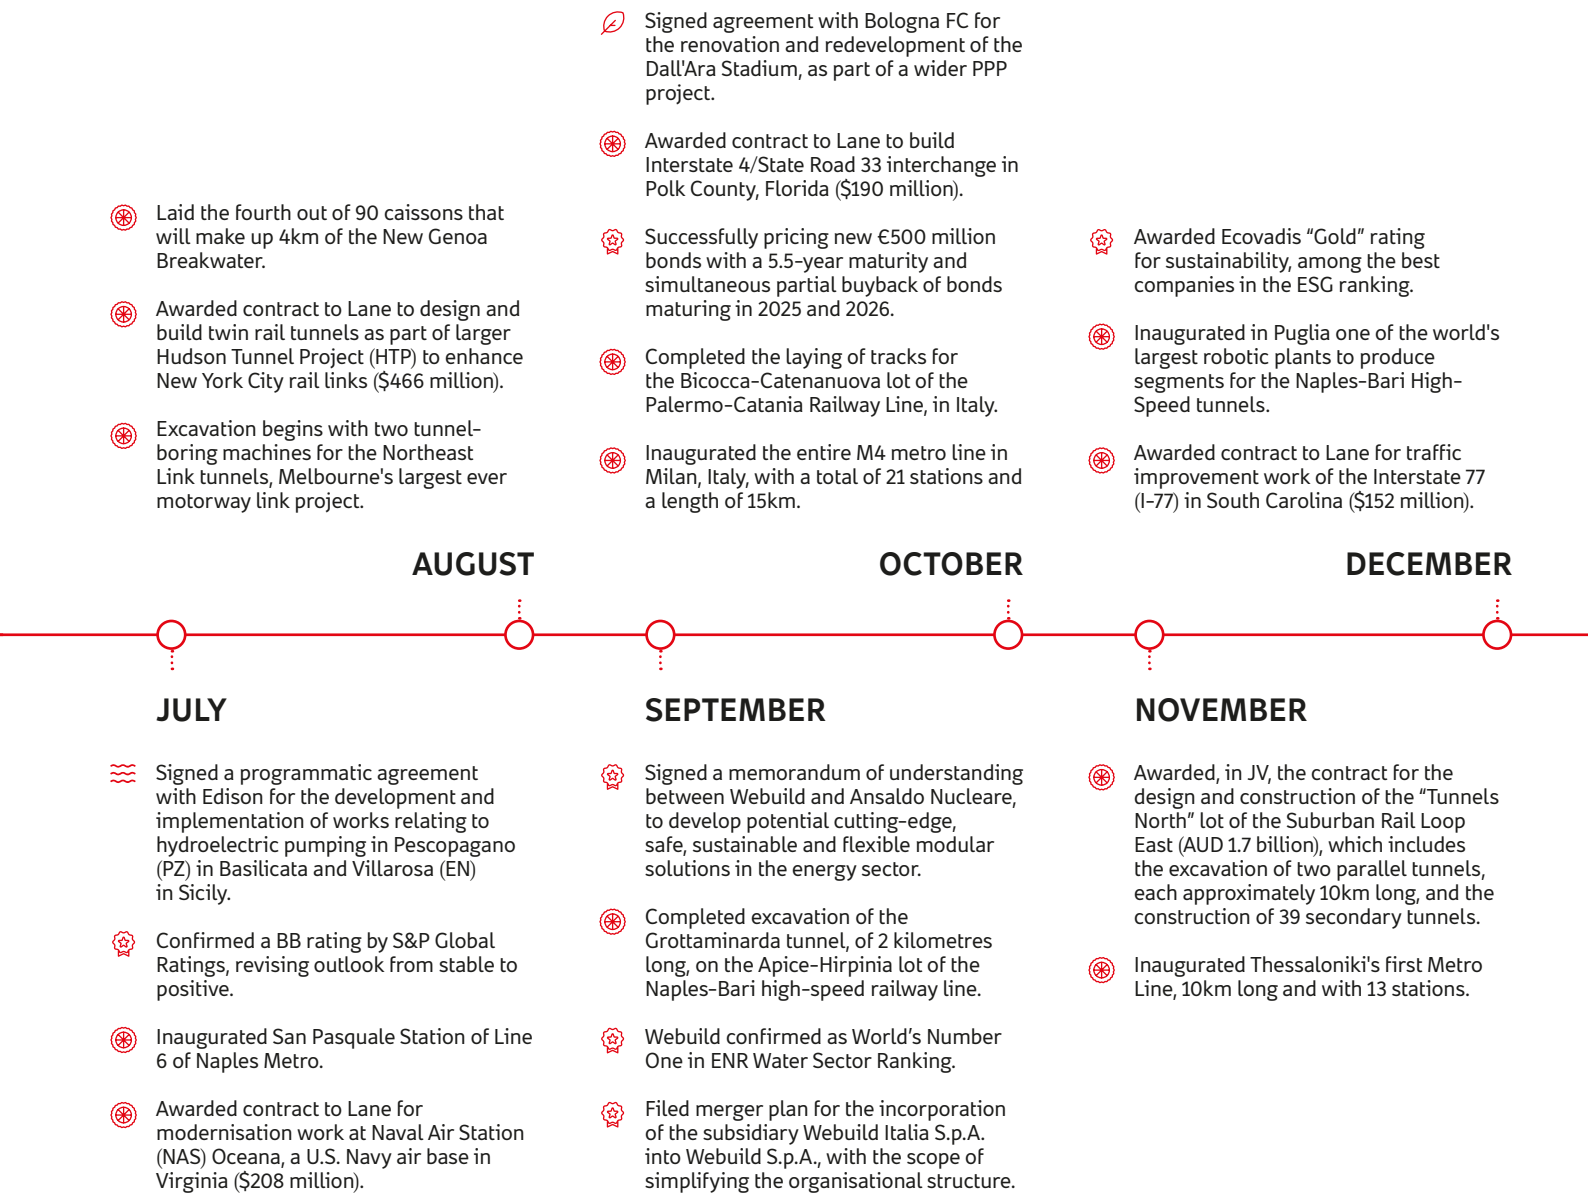 Laid the fourth out of 90 caissons that
will make up 4km of the New Genoa
Breakwater.
Awarded contract to Lane to design and
build twin rail tunnels as part of larger
Hudson Tunnel Project (HTP) to enhance
New York City rail links ($466 million).
Excavation begins with two tunnel-
boring machines for the Northeast
Link tunnels, Melbourne's largest ever
motorway link project.
AUGUST
Signed agreement with Bologna FC for
the renovation and redevelopment of the
Dall'Ara Stadium, as part of a wider PPP
project.
Awarded contract to Lane to build
Interstate 4/State Road 33 interchange in
Polk County, Florida ($190 million).
Successfully pricing new €500 million
bonds with a 5.5-year maturity and
simultaneous partial buyback of bonds
maturing in 2025 and 2026.
Completed the laying of tracks for
the Bicocca-Catenanuova lot of the
Palermo-Catania Railway Line, in Italy.
Inaugurated the entire M4 metro line in
Milan, Italy, with a total of 21 stations and
a length of 15km.
OCTOBER
Awarded Ecovadis “Gold” rating
for sustainability, among the best
companies in the ESG ranking.
Inaugurated in Puglia one of the world's
largest robotic plants to produce
segments for the Naples-Bari High-
Speed tunnels.
Awarded contract to Lane for traffic
improvement work of the Interstate 77
(I-77) in South Carolina ($152 million).
DECEMBER
JULY
Signed a programmatic agreement
with Edison for the development and
implementation of works relating to
hydroelectric pumping in Pescopagano
(PZ) in Basilicata and Villarosa (EN)
in Sicily.
Confirmed a BB rating by S&P Global
Ratings, revising outlook from stable to
positive.
Inaugurated San Pasquale Station of Line
6 of Naples Metro.
Awarded contract to Lane for
modernisation work at Naval Air Station
(NAS) Oceana, a U.S. Navy air base in
Virginia ($208 million).
SEPTEMBER
Signed a memorandum of understanding
between Webuild and Ansaldo Nucleare,
to develop potential cutting-edge,
safe, sustainable and flexible modular
solutions in the energy sector.
Completed excavation of the
Grottaminarda tunnel, of 2 kilometres
long, on the Apice-Hirpinia lot of the
Naples-Bari high-speed railway line.
Webuild confirmed as World’s Number
One in ENR Water Sector Ranking.
Filed merger plan for the incorporation
of the subsidiary Webuild Italia S.p.A.
into Webuild S.p.A., with the scope of
simplifying the organisational structure.
NOVEMBER
Awarded, in JV, the contract for the
design and construction of the “Tunnels
North” lot of the Suburban Rail Loop
East (AUD 1.7 billion), which includes
the excavation of two parallel tunnels,
each approximately 10km long, and the
construction of 39 secondary tunnels.
Inaugurated Thessaloniki's first Metro
Line, 10km long and with 13 stations.